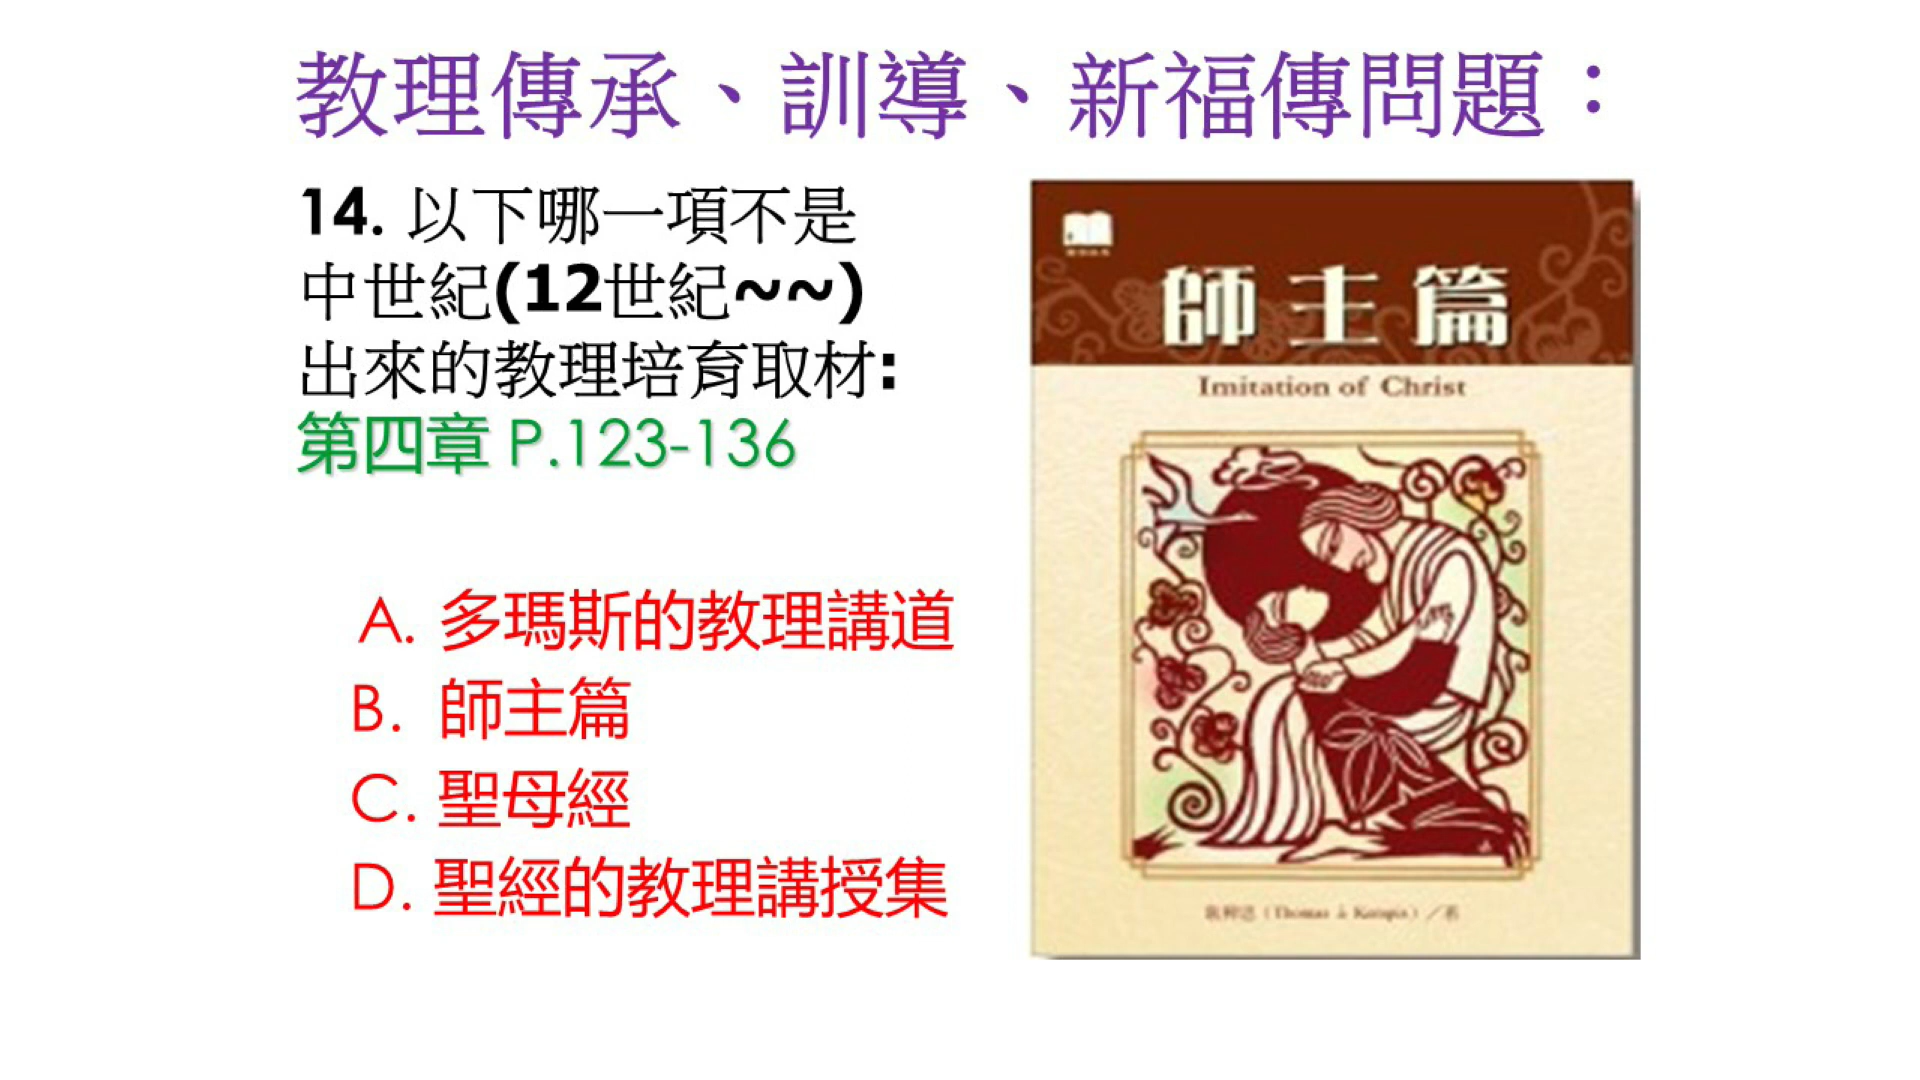 教理傳承、訓導、新福傳問題：
14. 以下哪一項不是
中世紀(12世紀~~)
出來的教理培育取材:
第四章 P.123-136
A. 多瑪斯的教理講道
B. 師主篇
C. 聖母經
D. 聖經的教理講授集
師主篇
Imitation of Christ
(Thomas à Kempis)／著